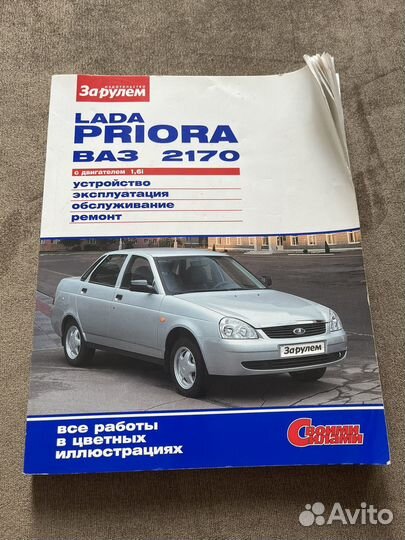 издательство
За рулем
LADA
PRIORA
ВАЗ 2170
с двигателем 1,6i
устройство
эксплуатация
обслуживание
ремонт
За рулем
все работы
в цветных
иллюстрациях
Своими
силами
Avito